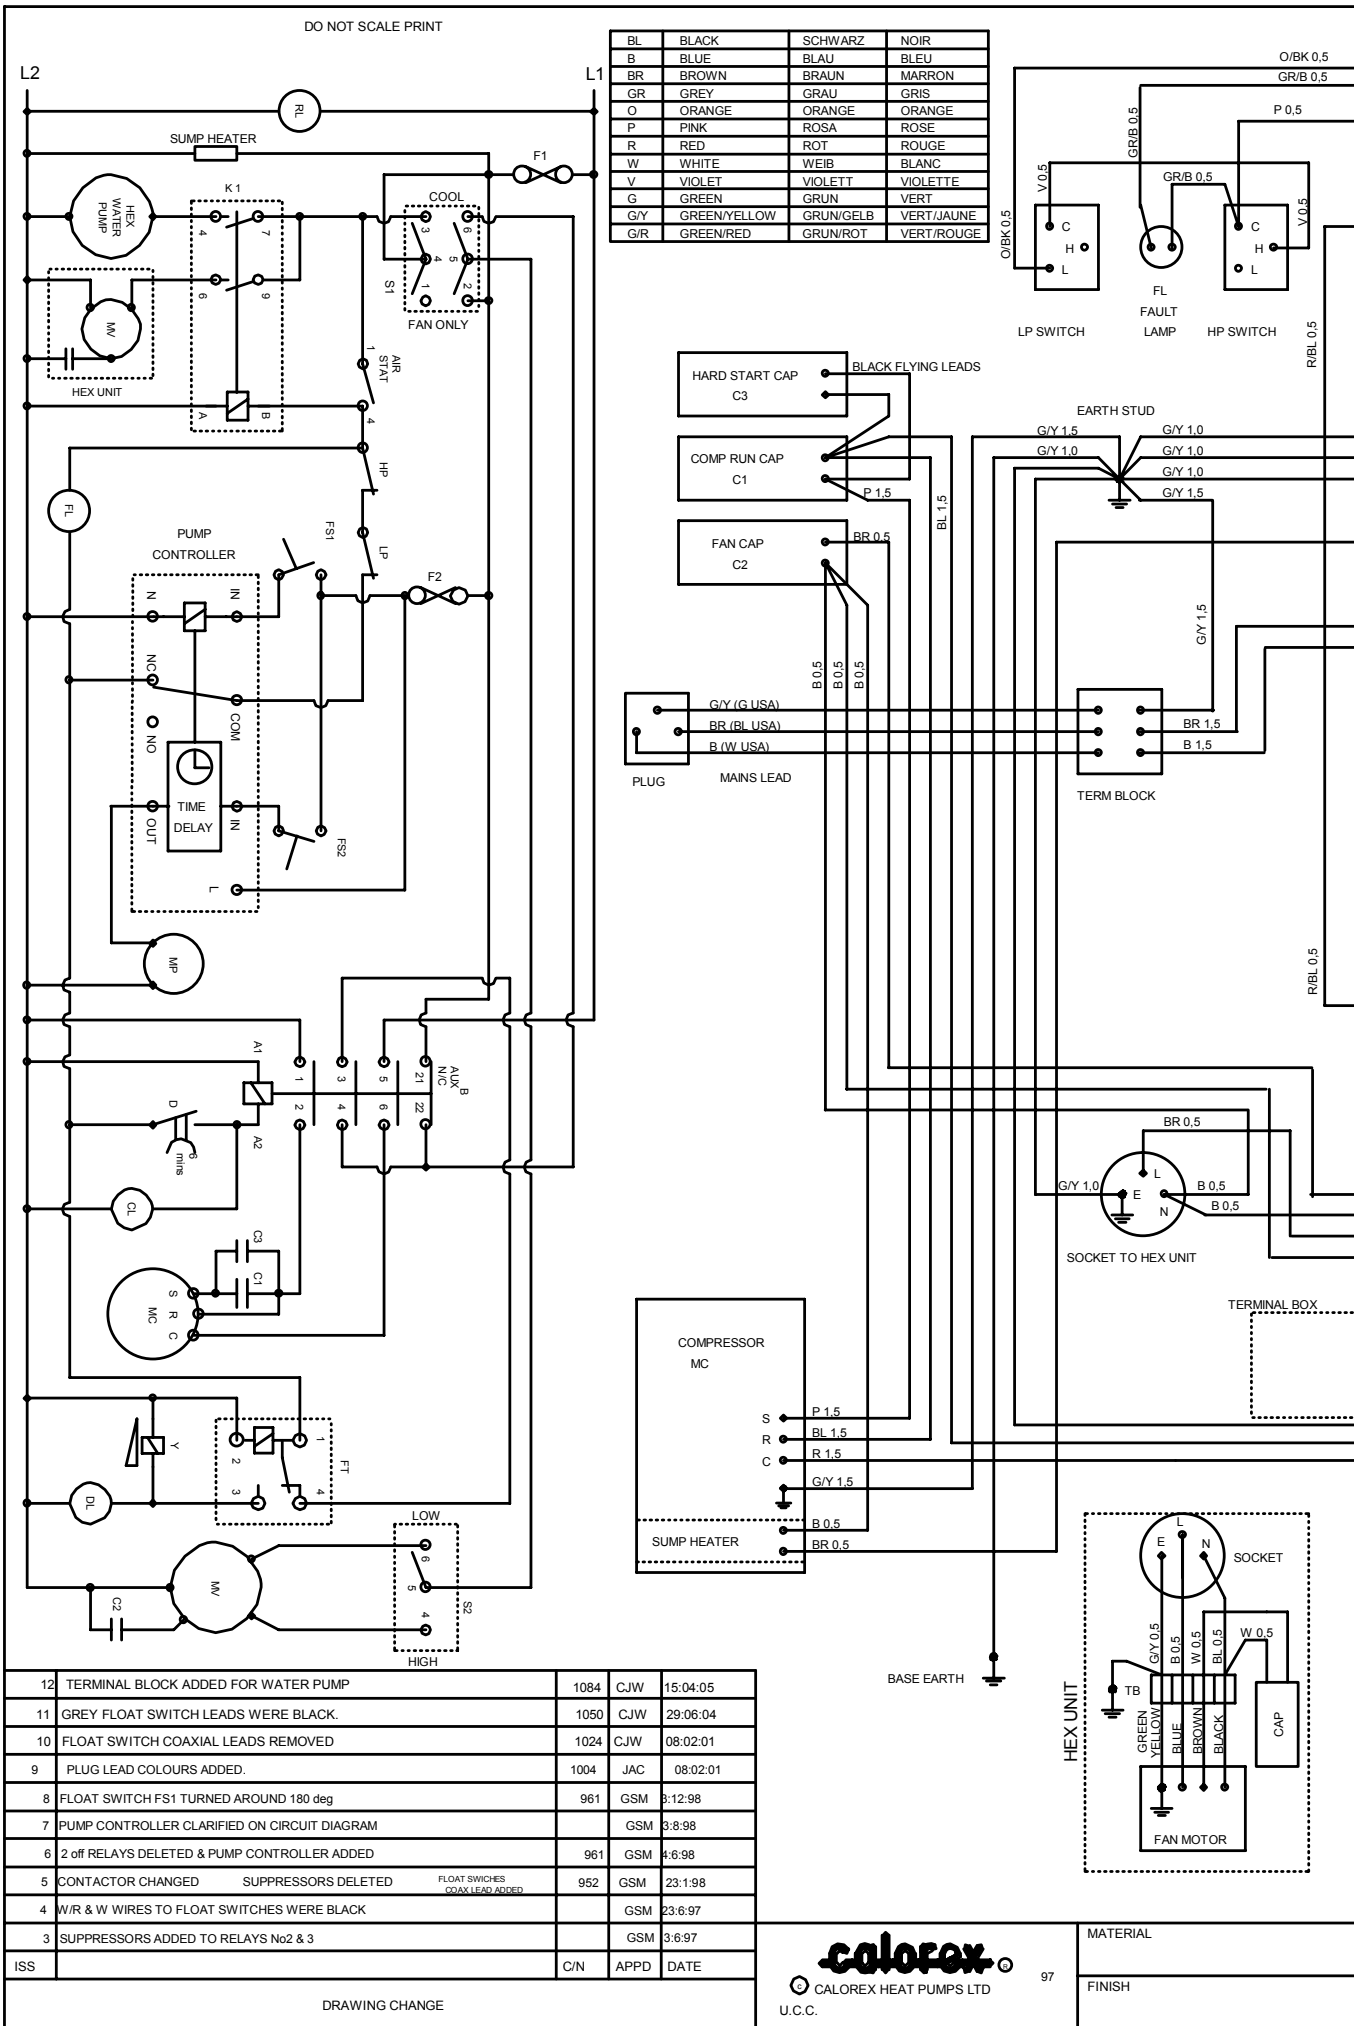 DO NOT SCALE PRINT
L2
L1
RL
SUMP HEATER
F1
HEX WATER PUMP
K1
4 7
6 9
A B
COOL
3 6
4 5
1 2
S1
FAN ONLY
MV
HEX UNIT
1
AIR STAT
4
HP
FL
LP
PUMP CONTROLLER
FS1
F2
N IN
NC
COM
NO
TIME DELAY
OUT IN
FS2
L
MP
A1
1 3 5 21
2 4 6 22
AUX B
N/C
A2
D
6 mins
CL
C3
C1
S
R
C
MC
Y
2 1
3 4
FT
DL
LOW
6
5
4
S2
HIGH
MV
C2
BL BLACK SCHWARZ NOIR
B BLUE BLAU BLEU
BR BROWN BRAUN MARRON
GR GREY GRAU GRIS
O ORANGE ORANGE ORANGE
P PINK ROSA ROSE
R RED ROT ROUGE
W WHITE WEIB BLANC
V VIOLET VIOLETT VIOLETTE
G GREEN GRUN VERT
G/Y GREEN/YELLOW GRUN/GELB VERT/JAUNE
G/R GREEN/RED GRUN/ROT VERT/ROUGE
O/BK 0,5
GR/B 0,5
P 0,5
GR/B 0,5
V 0,5
GR/B 0,5
V 0,5
O/BK 0,5
C
H
L
C
H
L
FL
FAULT
LAMP
LP SWITCH
HP SWITCH
R/BL 0,5
HARD START CAP
C3
BLACK FLYING LEADS
COMP RUN CAP
C1
P 1,5
BL 1,5
FAN CAP
C2
BR 0,5
EARTH STUD
G/Y 1,5
G/Y 1,0
G/Y 1,0
G/Y 1,0
G/Y 1,0
G/Y 1,5
G/Y 1,5
B 0,5
B 0,5
B 0,5
G/Y (G USA)
BR (BL USA)
B (W USA)
PLUG
MAINS LEAD
BR 1,5
B 1,5
TERM BLOCK
R/BL 0,5
BR 0,5
G/Y 1,0
L
E
N
B 0,5
B 0,5
SOCKET TO HEX UNIT
TERMINAL BOX
COMPRESSOR
MC
S P 1,5
R BL 1,5
C R 1,5
G/Y 1,5
SUMP HEATER
B 0,5
BR 0,5
BASE EARTH
L
E N
SOCKET
G/Y 0,5
B 0,5
W 0,5
BL 0,5
W 0,5
TB
GREEN YELLOW
BLUE
BROWN
BLACK
CAP
HEX UNIT
FAN MOTOR
12 TERMINAL BLOCK ADDED FOR WATER PUMP 1084 CJW 15:04:05
11 GREY FLOAT SWITCH LEADS WERE BLACK. 1050 CJW 29:06:04
10 FLOAT SWITCH COAXIAL LEADS REMOVED 1024 CJW 08:02:01
9 PLUG LEAD COLOURS ADDED. 1004 JAC 08:02:01
8 FLOAT SWITCH FS1 TURNED AROUND 180 deg 961 GSM 3:12:98
7 PUMP CONTROLLER CLARIFIED ON CIRCUIT DIAGRAM GSM 3:8:98
6 2 off RELAYS DELETED & PUMP CONTROLLER ADDED 961 GSM 4:6:98
5 CONTACTOR CHANGED SUPPRESSORS DELETED FLOAT SWICHES COAX LEAD ADDED 952 GSM 23:1:98
4 W/R & W WIRES TO FLOAT SWITCHES WERE BLACK GSM 23:6:97
3 SUPPRESSORS ADDED TO RELAYS No2 & 3 GSM 3:6:97
ISS C/N APPD DATE
DRAWING CHANGE
calorex ®
© CALOREX HEAT PUMPS LTD
97
U.C.C.
MATERIAL
FINISH